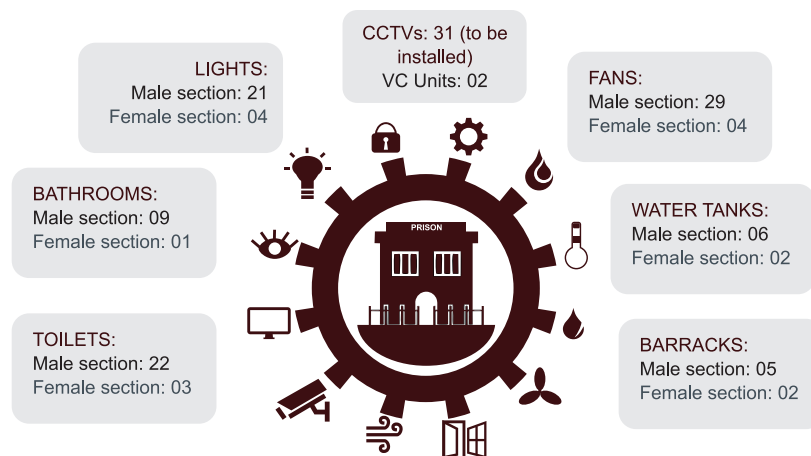 CCTVs: 31 (to be
installed)
VC Units: 02
LIGHTS:
Male section: 21
Female section: 04
FANS:
Male section: 29
Female section: 04
BATHROOMS:
Male section: 09
Female section: 01
WATER TANKS:
Male section: 06
Female section: 02
PRISON
TOILETS:
Male section: 22
Female section: 03
BARRACKS:
Male section: 05
Female section: 02